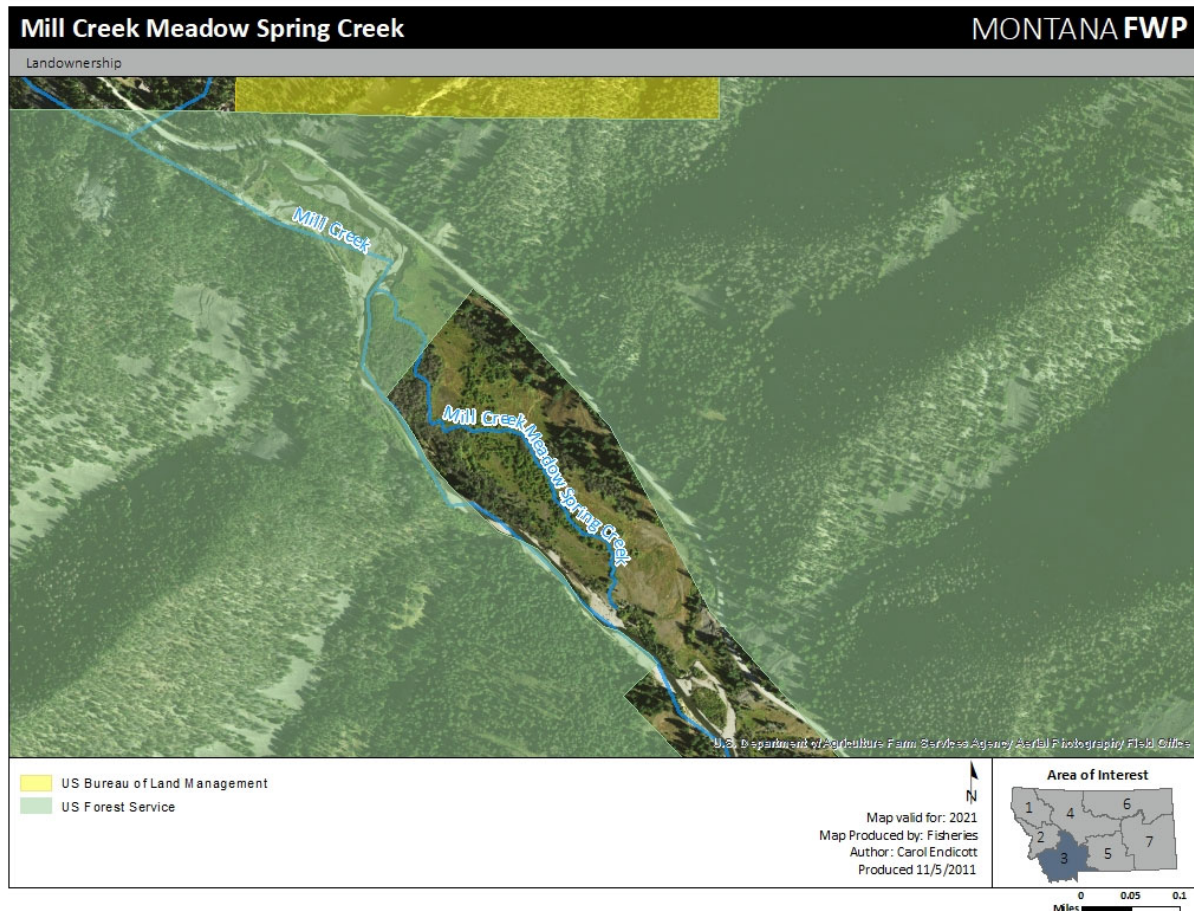 Mill Creek Meadow Spring Creek
MONTANA FWP
Landownership
Mill Creek
Mill Creek Meadow Spring Creek
U.S. Department of Agriculture Farm Services Agency Aerial Photography Field Office
US Bureau of Land Management
US Forest Service
N
Map valid for: 2021
Map Produced by: Fisheries
Author: Carol Endicott
Produced 11/5/2011
Area of Interest
1
4
6
2
3
5
7
0 0.05 0.1
Miles